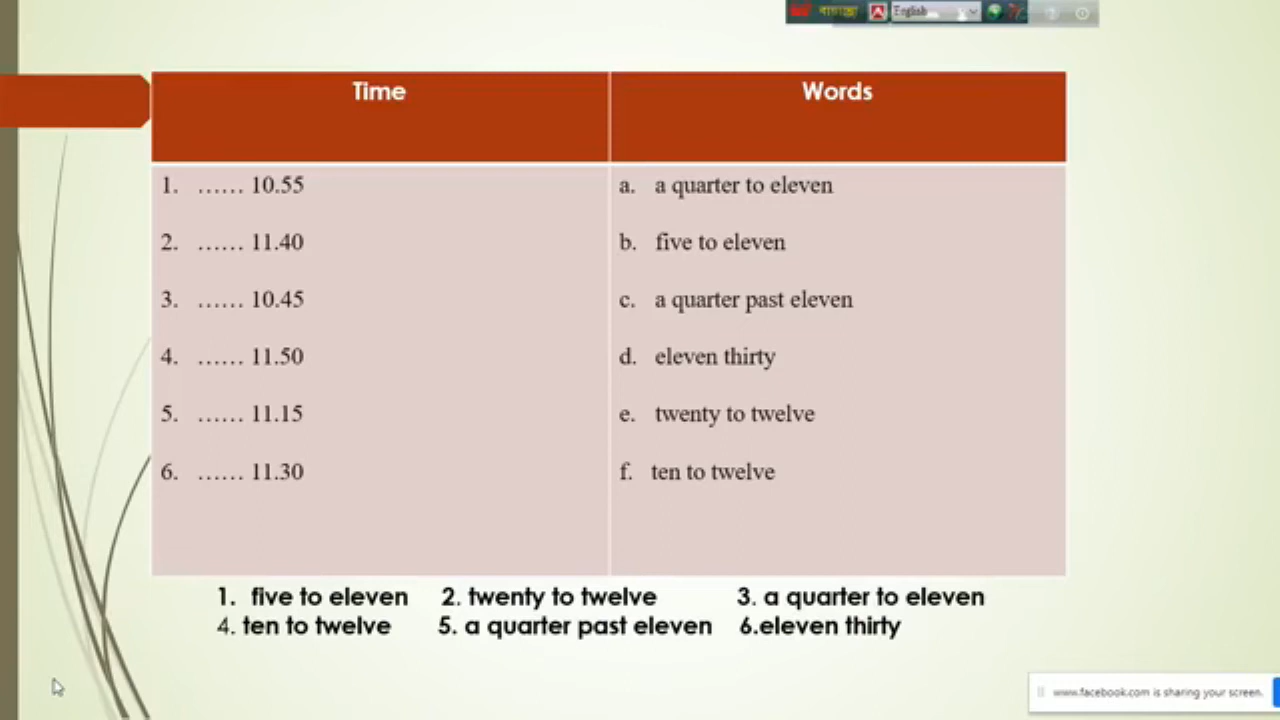 English
Time Words
1. …… 10.55 a. a quarter to eleven
2. …… 11.40 b. five to eleven
3. …… 10.45 c. a quarter past eleven
4. …… 11.50 d. eleven thirty
5. …… 11.15 e. twenty to twelve
6. …… 11.30 f. ten to twelve
1. five to eleven 2. twenty to twelve 3. a quarter to eleven
4. ten to twelve 5. a quarter past eleven 6.eleven thirty
www.facebook.com is sharing your screen.